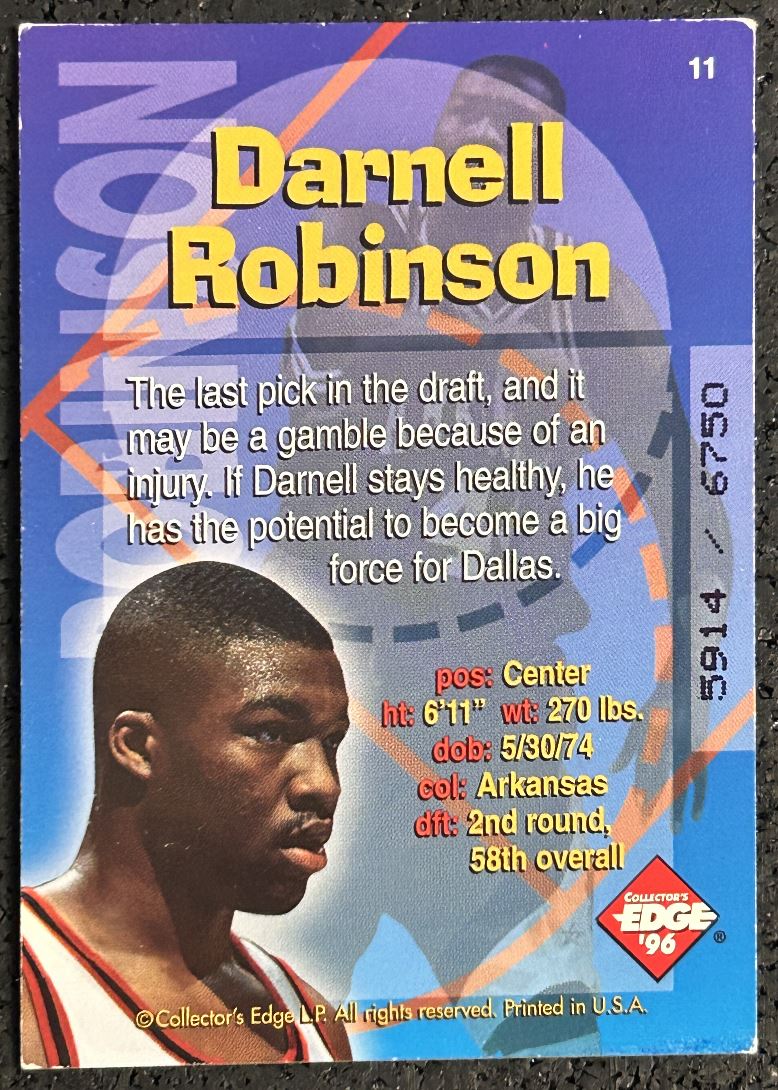 11
ROBINSON
Darnell
Robinson
The last pick in the draft, and it
may be a gamble because of an
injury. If Darnell stays healthy, he
has the potential to become a big
force for Dallas.
5914 / 6750
pos: Center
ht: 6'11" wt: 270 lbs.
dob: 5/30/74
col: Arkansas
dft: 2nd round,
58th overall
COLLECTOR'S
EDGE
'96
®
©Collector's Edge L.P. All rights reserved. Printed in U.S.A.